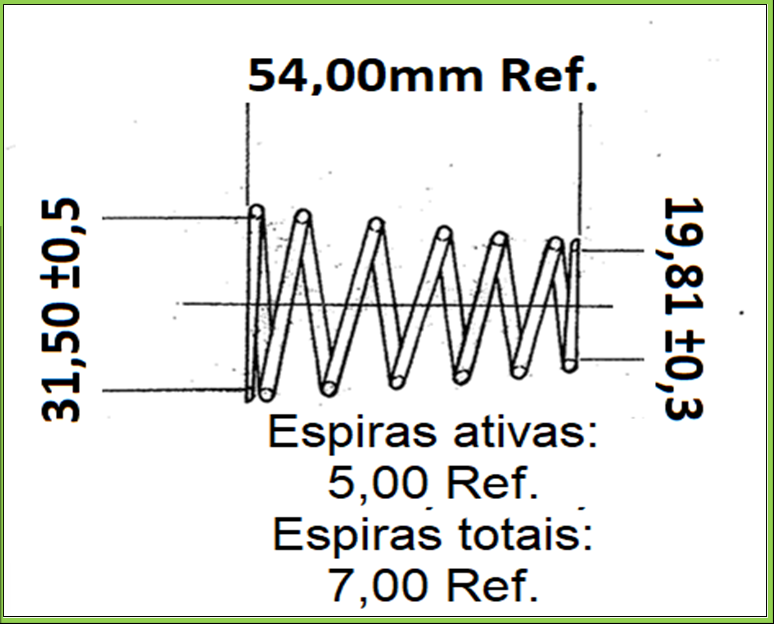 54,00mm Ref.
31,50 ±0,5
19,81 ±0,3
Espiras ativas:
5,00 Ref.
Espiras totais:
7,00 Ref.